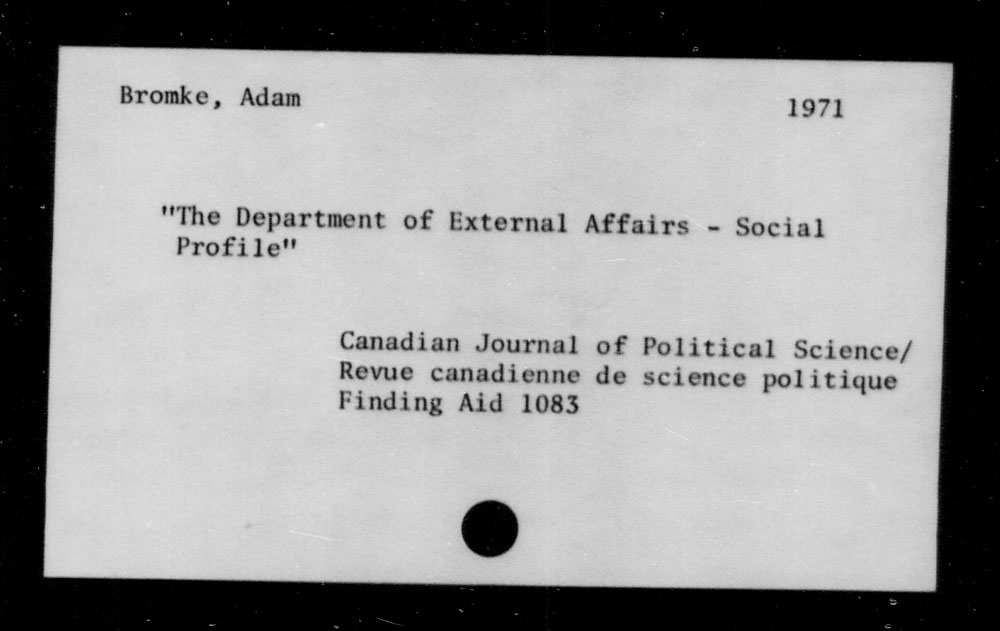 Bromke, Adam
1971
"The Department of External Affairs - Social
Profile"
Canadian Journal of Political Science/
Revue canadienne de science politique
Finding Aid 1083